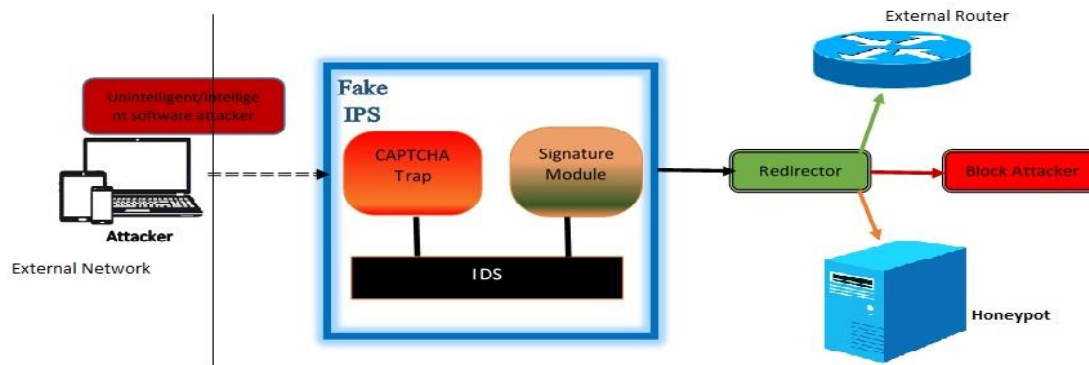 External Router
Unintelligent/intellige
nt software attacker
Fake
IPS
CAPTCHA
Trap
Signature
Module
Redirector
Block Attacker
Attacker
External Network
IDS
Honeypot